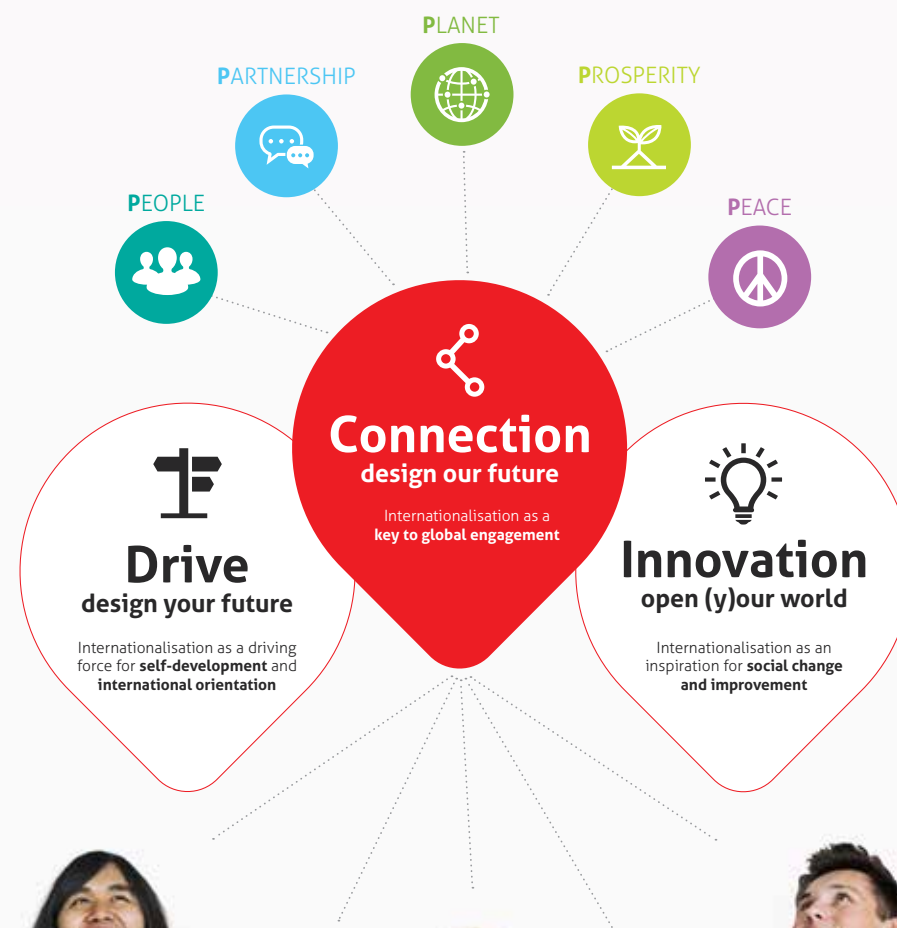 PLANET
PARTNERSHIP
PROSPERITY
PEOPLE
PEACE
Connection
design our future
Internationalisation as a
key to global engagement
Drive
design your future
Internationalisation as a driving
force for self-development and
international orientation
Innovation
open (y)our world
Internationalisation as an
inspiration for social change
and improvement